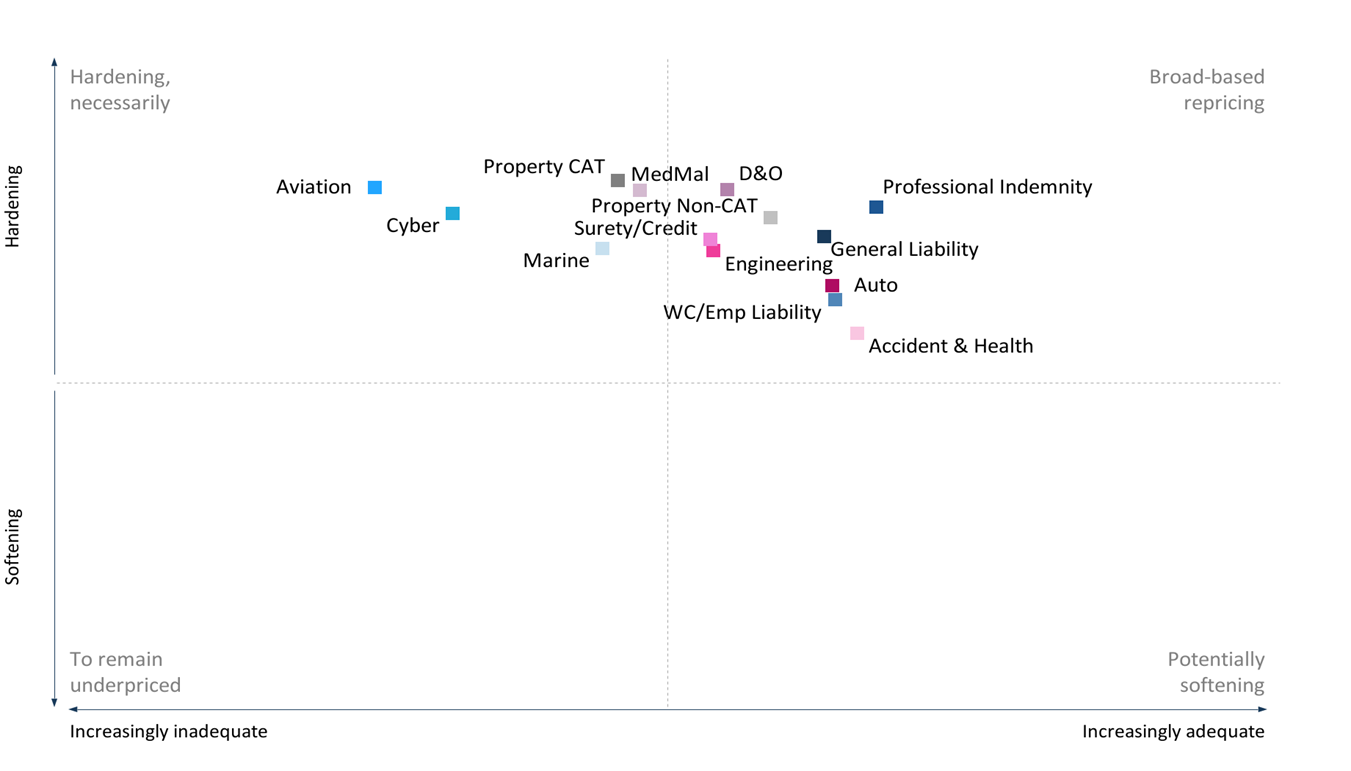 Hardening,
necessarily
Broad-based
repricing
Hardening
Property CAT
MedMal
D&O
Aviation
Professional Indemnity
Property Non-CAT
Cyber
Surety/Credit
General Liability
Marine
Engineering
Auto
WC/Emp Liability
Accident & Health
Softening
To remain
underpriced
Potentially
softening
Increasingly inadequate
Increasingly adequate